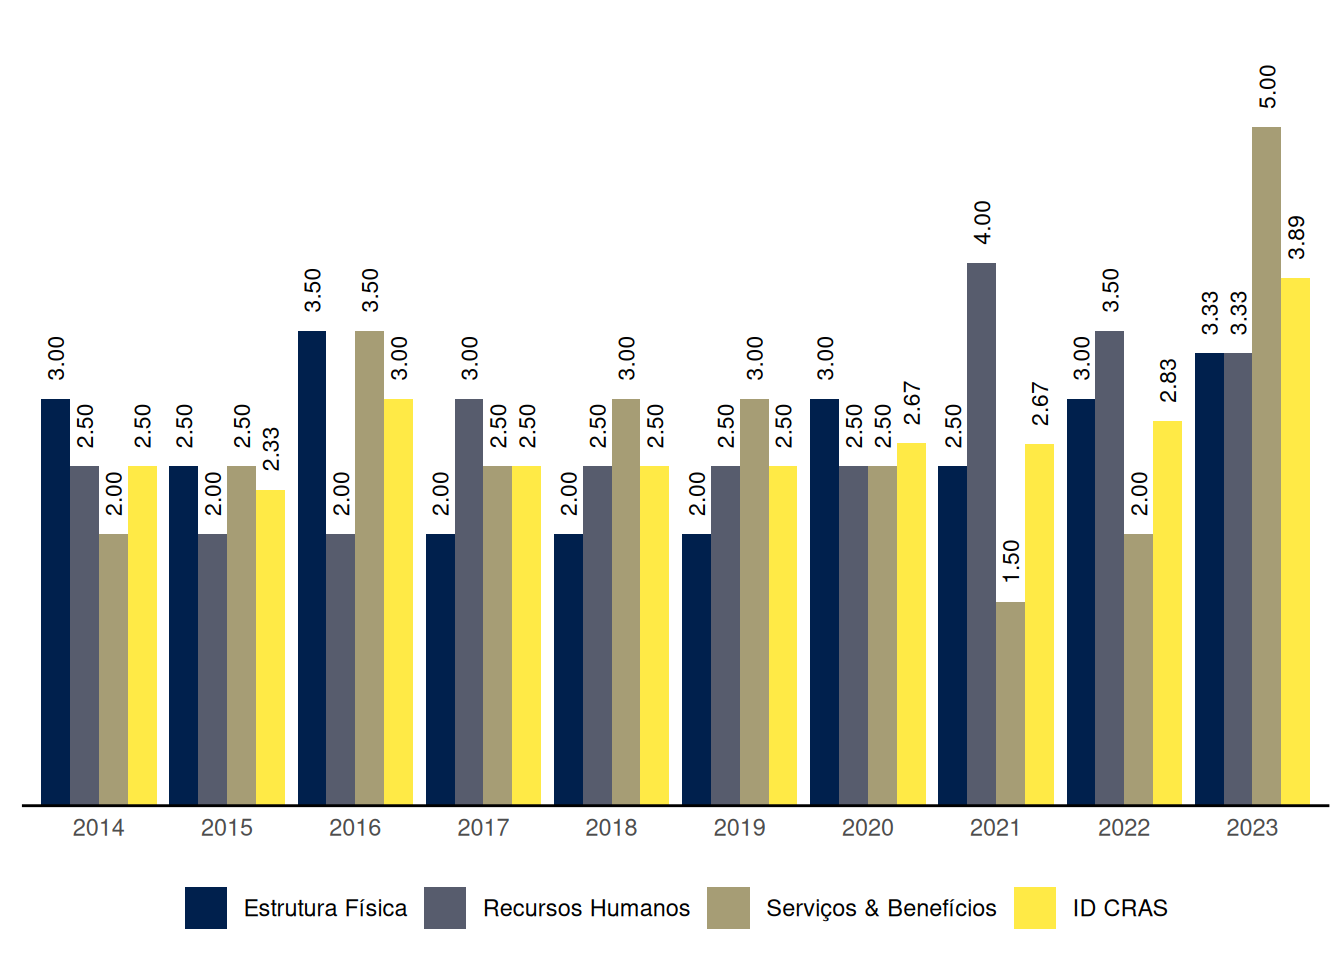 3.00 2.50 2.00 2.50 2.50 2.00 2.50 2.33 3.50 2.00 3.50 3.00 2.00 3.00 2.50 2.50 2.00 2.50 3.00 2.50 2.00 2.50 3.00 2.50 3.00 2.50 2.50 2.67 2.50 4.00 1.50 2.67 3.00 3.50 2.00 2.83 3.33 3.33 5.00 3.89
2014 2015 2016 2017 2018 2019 2020 2021 2022 2023
Estrutura Física Recursos Humanos Serviços & Benefícios ID CRAS